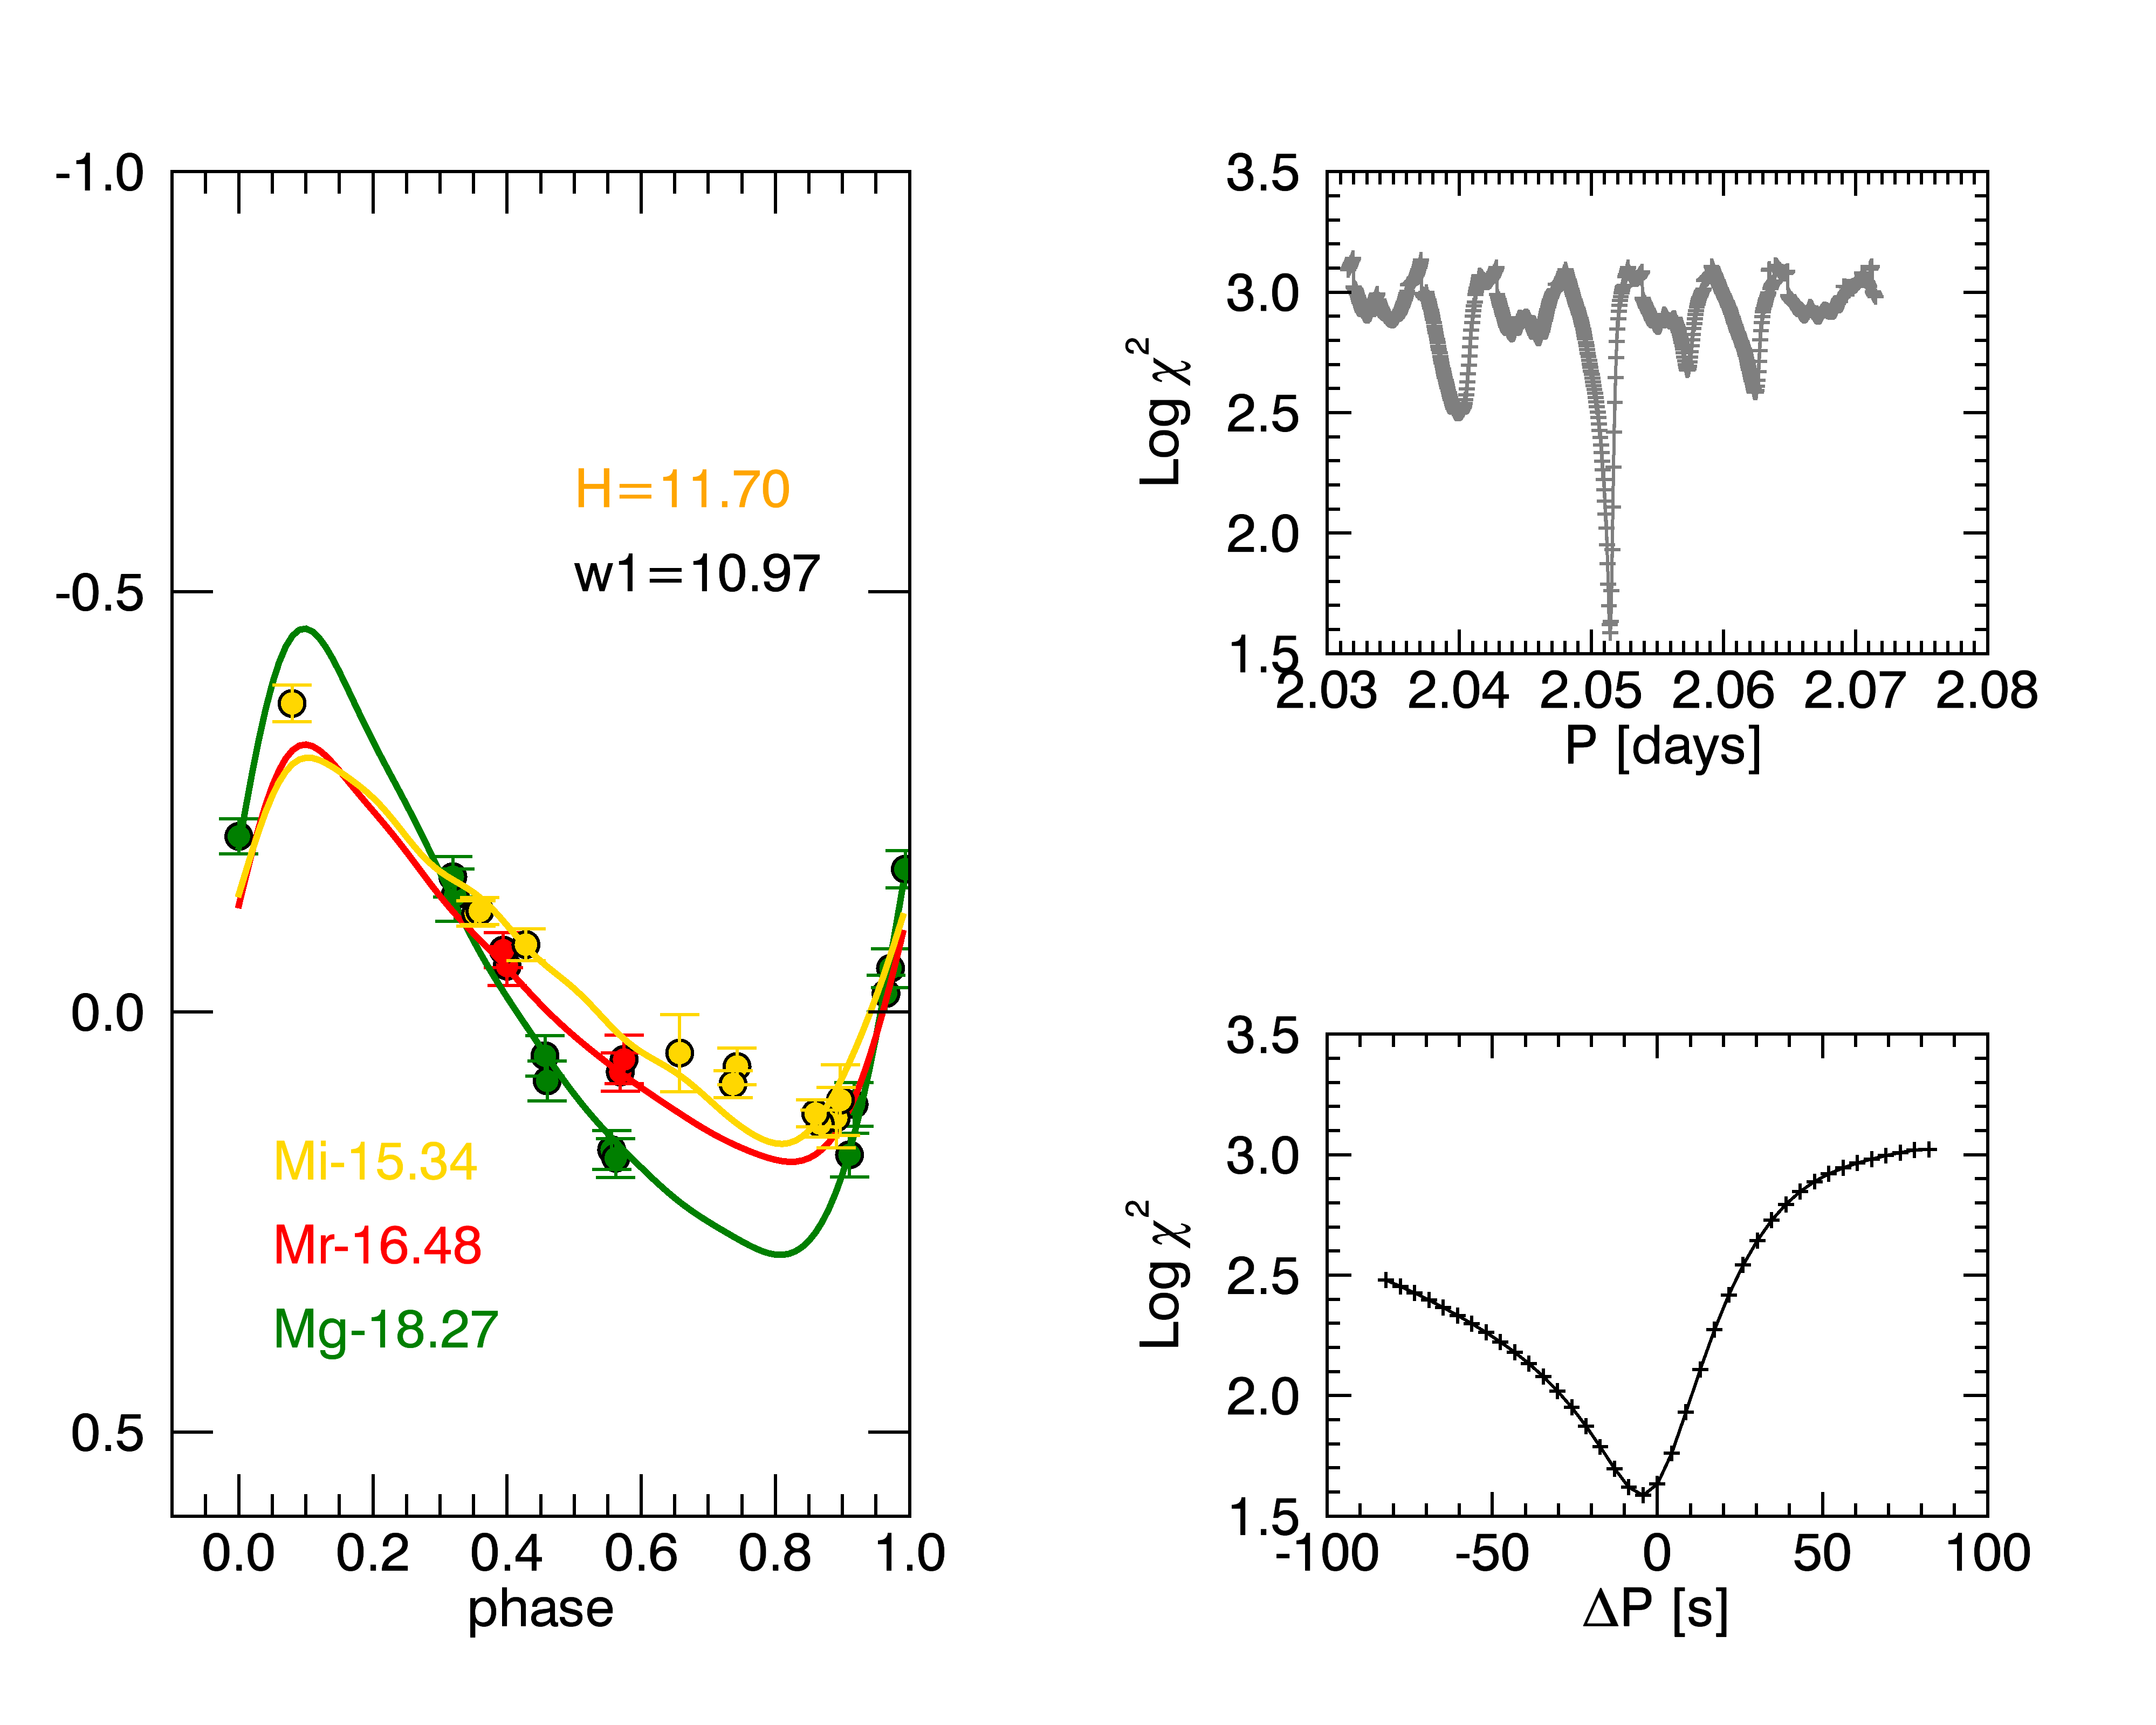 -1.0
-0.5
0.0
0.5
H=11.70
w1=10.97
Mi-15.34
Mr-16.48
Mg-18.27
0.0 0.2 0.4 0.6 0.8 1.0
phase
3.5
3.0
2.5
2.0
1.5
Log χ²
2.03 2.04 2.05 2.06 2.07 2.08
P [days]
3.5
3.0
2.5
2.0
1.5
Log χ²
-100 -50 0 50 100
ΔP [s]